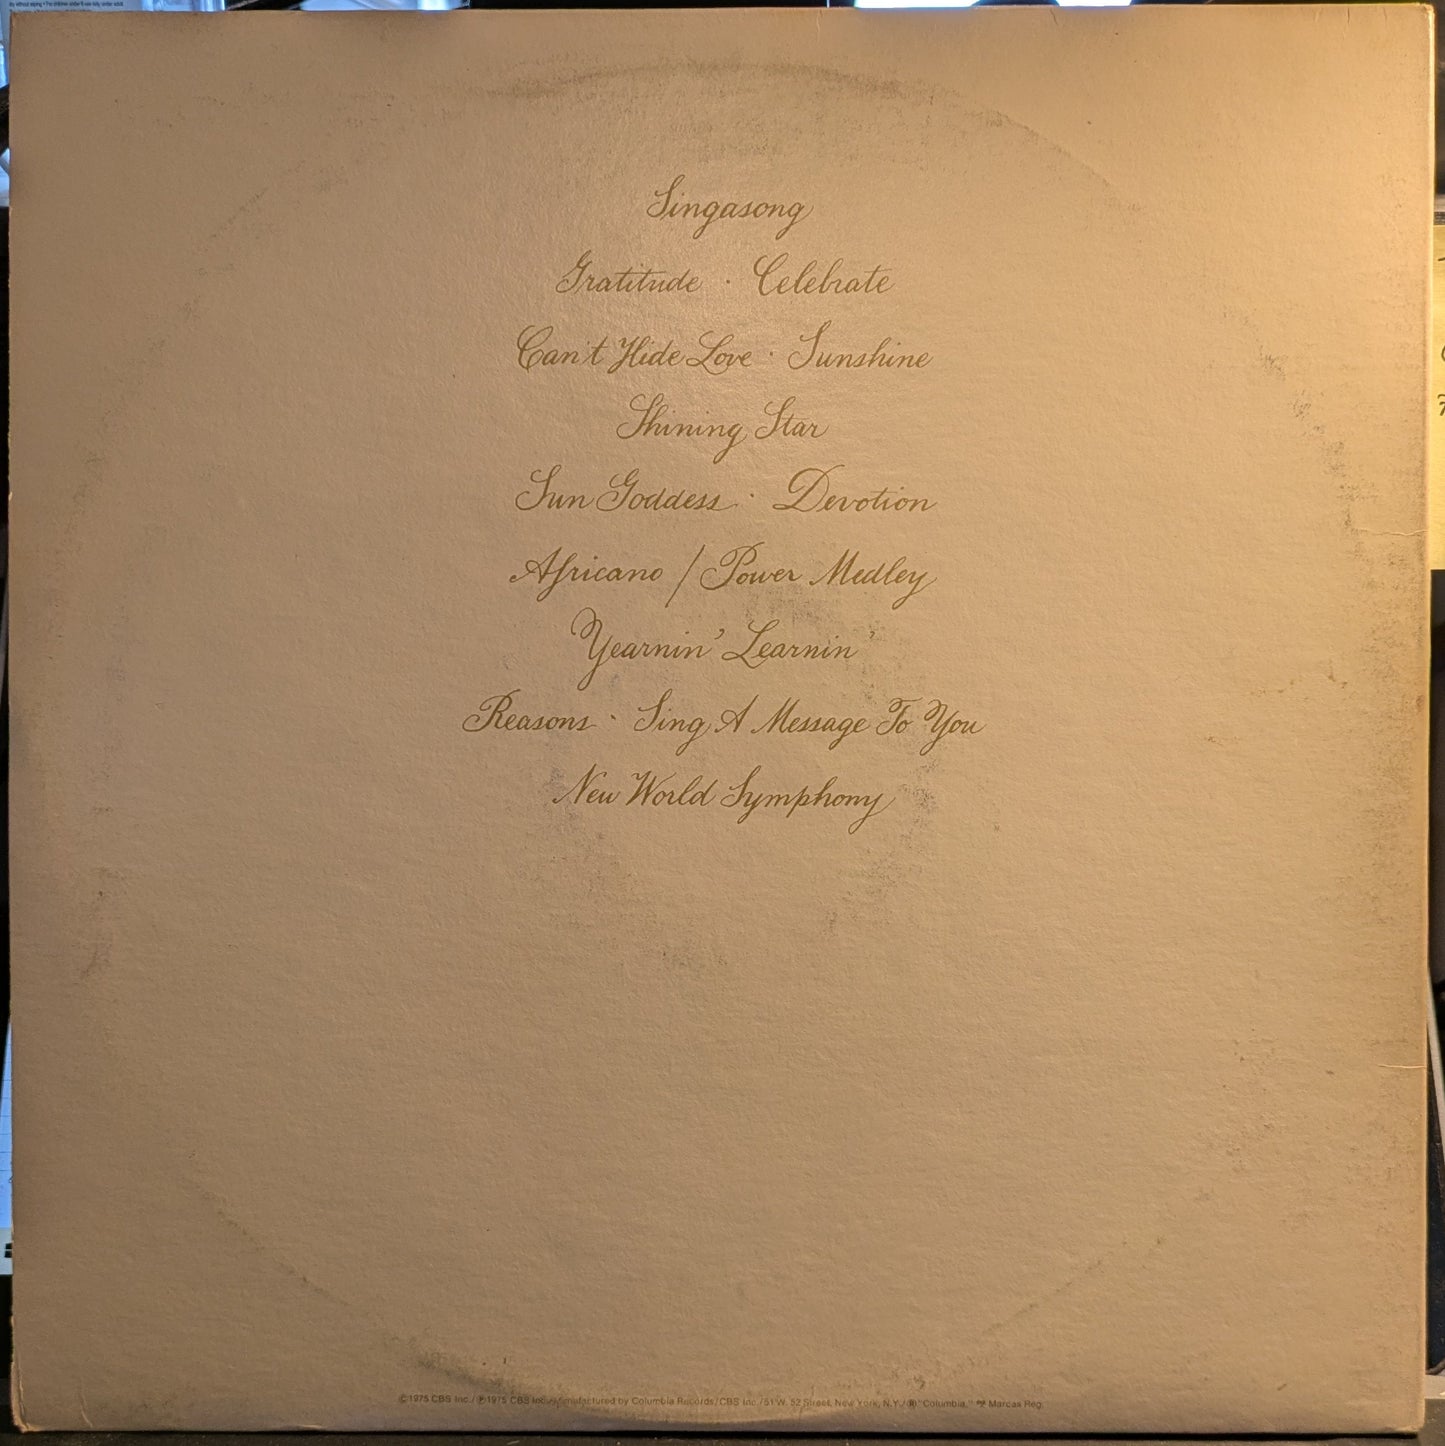 Singasong
Gratitude · Celebrate
Can't Hide Love · Sunshine
Shining Star
Sun Goddess · Devotion
Africano / Power Medley
Yearnin' Learnin'
Reasons · Sing A Message To You
New World Symphony
©1975 CBS Inc./℗1975 CBS Inc./Manufactured by Columbia Records/CBS Inc./51 W. 52 Street, New York, N.Y./® "Columbia," Marcas Reg.